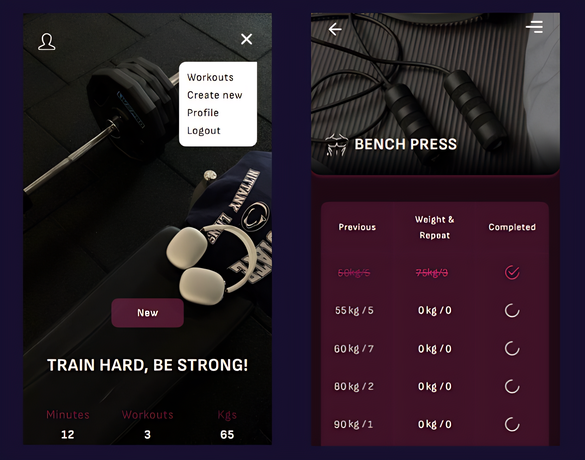 Workouts
Create new
Profile
Logout
NITTANY
New
TRAIN HARD, BE STRONG!
Minutes Workouts Kgs
12 3 65
BENCH PRESS
Previous Weight & Repeat Completed
50kg/5 75kg/3
55 kg / 5 0 kg / 0
60 kg / 7 0 kg / 0
80 kg / 2 0 kg / 0
90 kg / 1 0 kg / 0